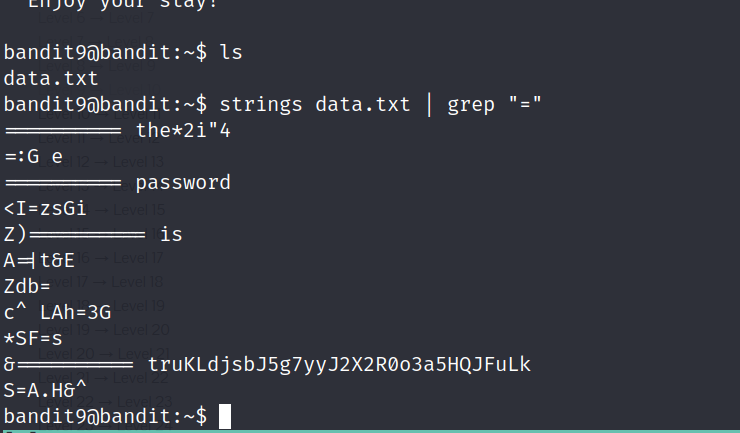 Enjoy your stay!
bandit9@bandit:~$ ls
data.txt
bandit9@bandit:~$ strings data.txt | grep "="
========== the*2i"4
=:G e
========== password
<I=zsGi
Z)========== is
A=|t&E
Zdb=
c^ LAh=3G
*SF=s
&========== truKLdjsbJ5g7yyJ2X2R0o3a5HQJFuLk
S=A.H&^
bandit9@bandit:~$